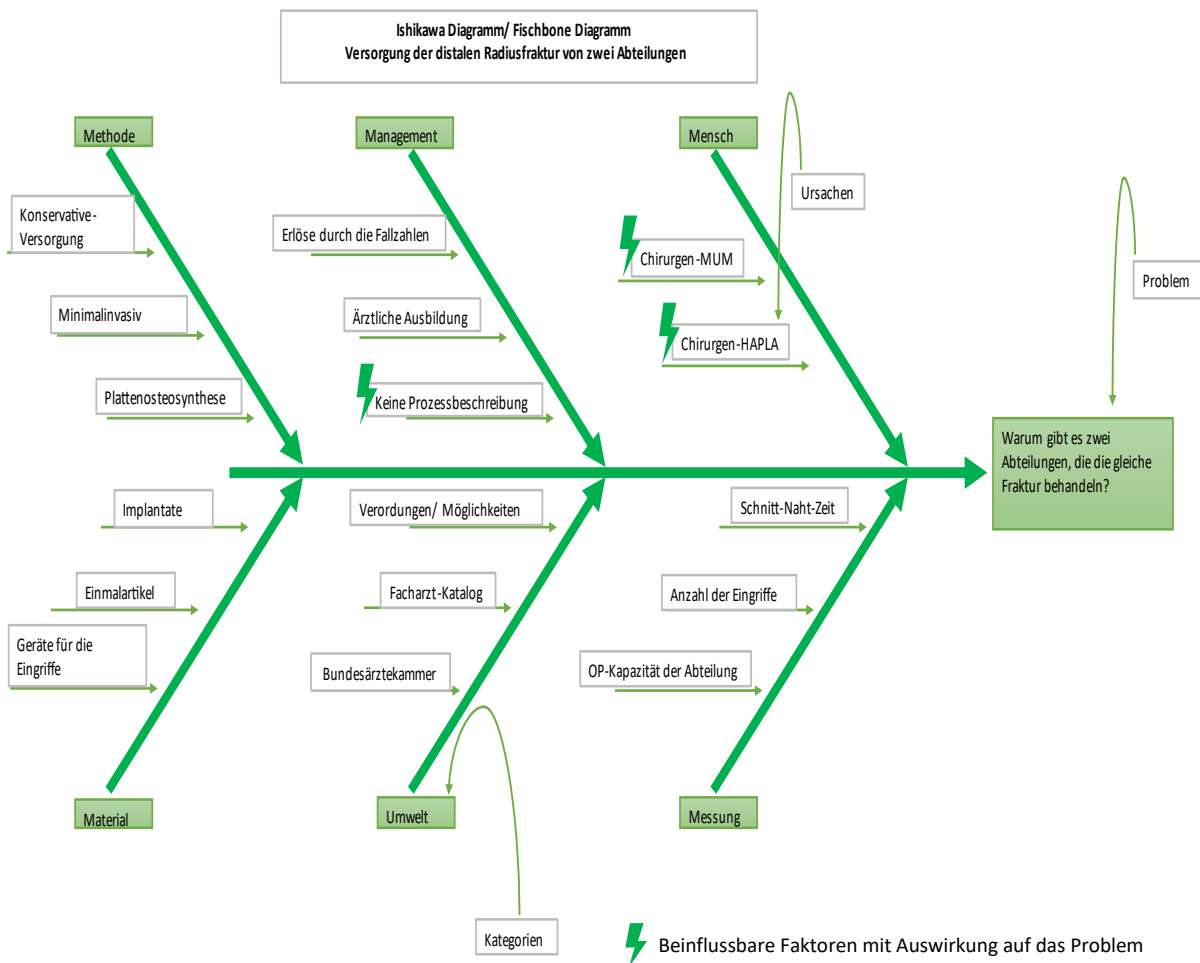 Ishikawa Diagramm/ Fischbone Diagramm
Versorgung der distalen Radiusfraktur von zwei Abteilungen
Methode
Management
Mensch
Konservative-
Versorgung
Minimalinvasiv
Plattenosteosynthese
Erlöse durch die Fallzahlen
Ärztliche Ausbildung
Keine Prozessbeschreibung
Ursachen
Chirurgen-MUM
Chirurgen-HAPLA
Problem
Warum gibt es zwei
Abteilungen, die die gleiche
Fraktur behandeln?
Implantate
Einmalartikel
Geräte für die
Eingriffe
Verordungen/ Möglichkeiten
Facharzt-Katalog
Bundesärztekammer
Schnitt-Naht-Zeit
Anzahl der Eingriffe
OP-Kapazität der Abteilung
Material
Umwelt
Messung
Kategorien
Beinflussbare Faktoren mit Auswirkung auf das Problem